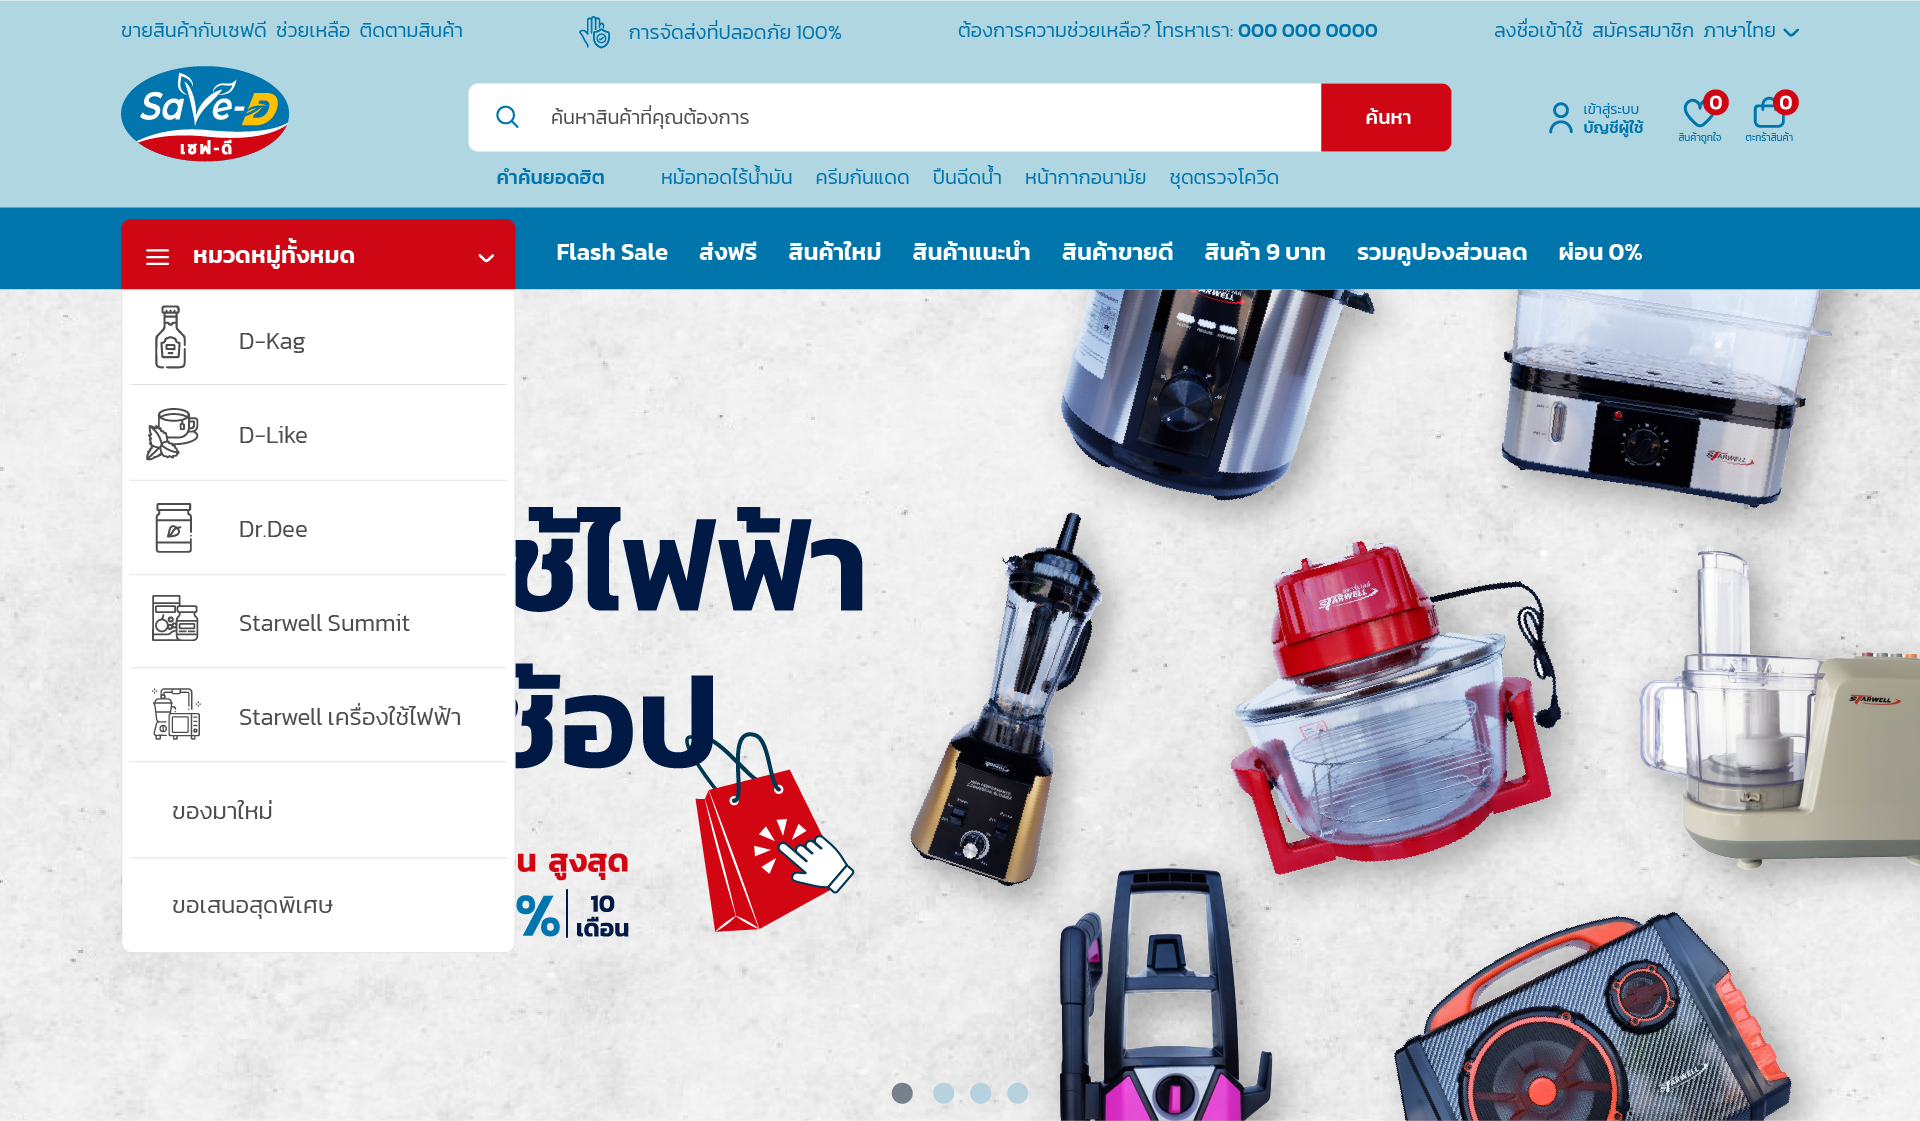 ขายสินค้ากับเซฟดี ช่วยเหลือ ติดตามสินค้า
การจัดส่งที่ปลอดภัย 100%
ต้องการความช่วยเหลือ? โทรหาเรา: 000 000 0000
ลงชื่อเข้าใช้ สมัครสมาชิก ภาษาไทย
SaVe-D
เซฟ-ดี
ค้นหาสินค้าที่คุณต้องการ
ค้นหา
เข้าสู่ระบบ
บัญชีผู้ใช้
0
สินค้าถูกใจ
0
ตะกร้าสินค้า
คำค้นยอดฮิต หม้อทอดไร้น้ำมัน ครีมกันแดด ปืนฉีดน้ำ หน้ากากอนามัย ชุดตรวจโควิด
หมวดหมู่ทั้งหมด
Flash Sale ส่งฟรี สินค้าใหม่ สินค้าแนะนำ สินค้าขายดี สินค้า 9 บาท รวมคูปองส่วนลด ผ่อน 0%
D-Kag
D-Like
Dr.Dee
Starwell Summit
Starwell เครื่องใช้ไฟฟ้า
ของมาใหม่
ขอเสนอสุดพิเศษ
ช้ไฟฟ้า
ช้อป
น สูงสุด
%
10
เดือน
STARWELL
STARWELL
STARWELL
STARWELL